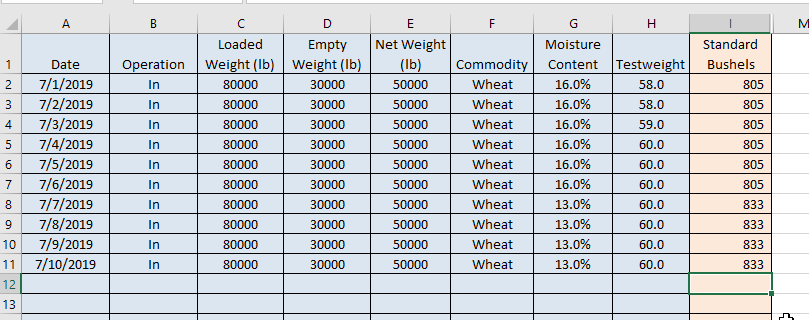 A B C D E F G H I M
1 Date Operation Loaded Weight (lb) Empty Weight (lb) Net Weight (lb) Commodity Moisture Content Testweight Standard Bushels
2 7/1/2019 In 80000 30000 50000 Wheat 16.0% 58.0 805
3 7/2/2019 In 80000 30000 50000 Wheat 16.0% 58.0 805
4 7/3/2019 In 80000 30000 50000 Wheat 16.0% 59.0 805
5 7/4/2019 In 80000 30000 50000 Wheat 16.0% 60.0 805
6 7/5/2019 In 80000 30000 50000 Wheat 16.0% 60.0 805
7 7/6/2019 In 80000 30000 50000 Wheat 16.0% 60.0 805
8 7/7/2019 In 80000 30000 50000 Wheat 13.0% 60.0 833
9 7/8/2019 In 80000 30000 50000 Wheat 13.0% 60.0 833
10 7/9/2019 In 80000 30000 50000 Wheat 13.0% 60.0 833
11 7/10/2019 In 80000 30000 50000 Wheat 13.0% 60.0 833
12
13